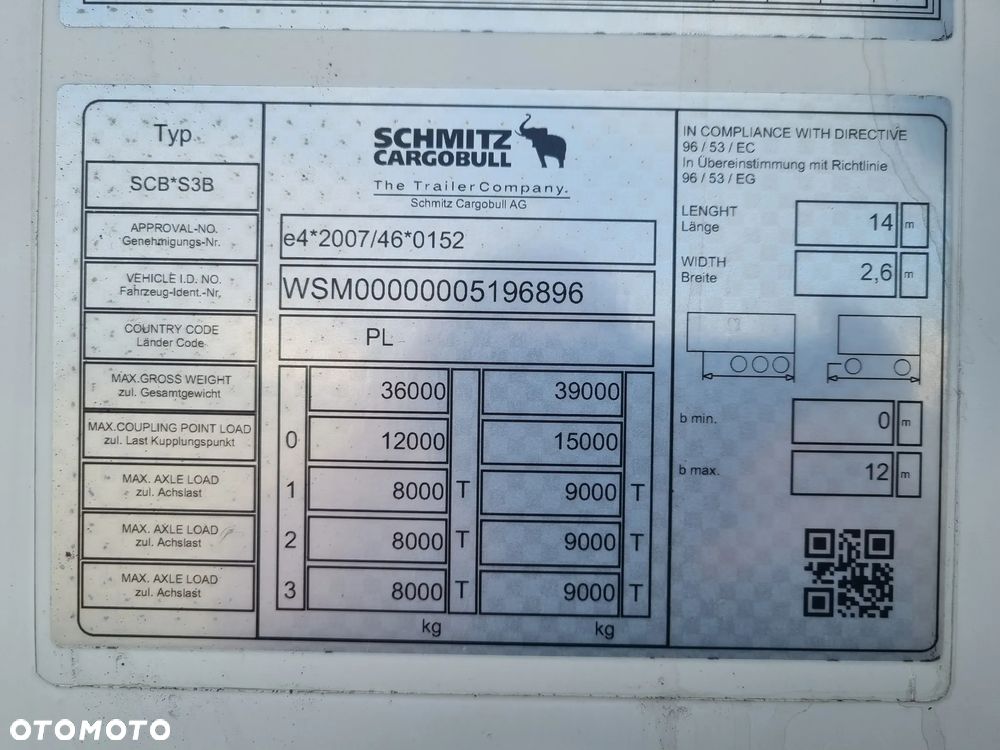 Typ
SCB*S3B
APPROVAL-NO.
Genehmigungs-Nr.
VEHICLE I.D. NO.
Fahrzeug-Ident.-Nr.
COUNTRY CODE
Länder Code
MAX.GROSS WEIGHT
zul. Gesamtgewicht
MAX.COUPLING POINT LOAD
zul. Last Kupplungspunkt
MAX. AXLE LOAD
zul. Achslast
MAX. AXLE LOAD
zul. Achslast
MAX. AXLE LOAD
zul. Achslast
SCHMITZ
CARGOBULL
The TrailerCompany.
Schmitz Cargobull AG
e4*2007/46*0152
WSM00000005196896
PL
36000 39000
0 12000 15000
1 8000 T 9000 T
2 8000 T 9000 T
3 8000 T 9000 T
kg kg
IN COMPLIANCE WITH DIRECTIVE
96 / 53 / EC
In Übereinstimmung mit Richtlinie
96 / 53 / EG
LENGHT
Länge
14 m
WIDTH
Breite
2,6 m
b min. 0 m
b max. 12 m
OTOMOTO